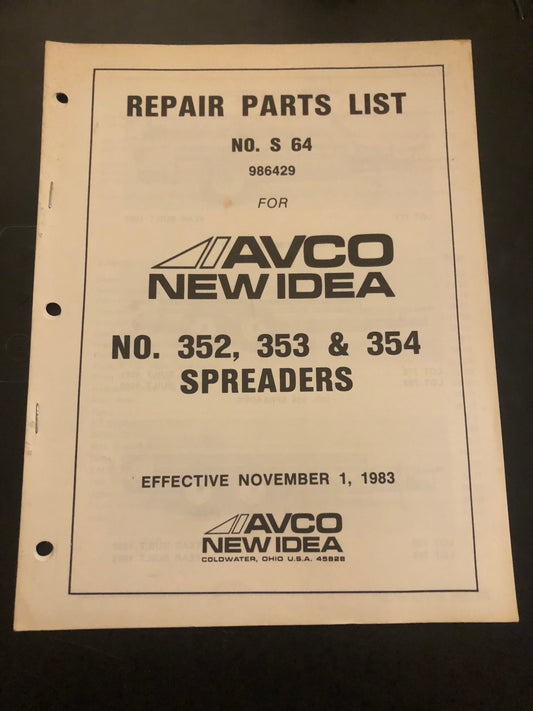 REPAIR PARTS LIST
NO. S 64
986429
FOR
AVCO
NEW IDEA
NO. 352, 353 & 354
SPREADERS
EFFECTIVE NOVEMBER 1, 1983
AVCO
NEW IDEA
COLDWATER, OHIO U.S.A. 45828